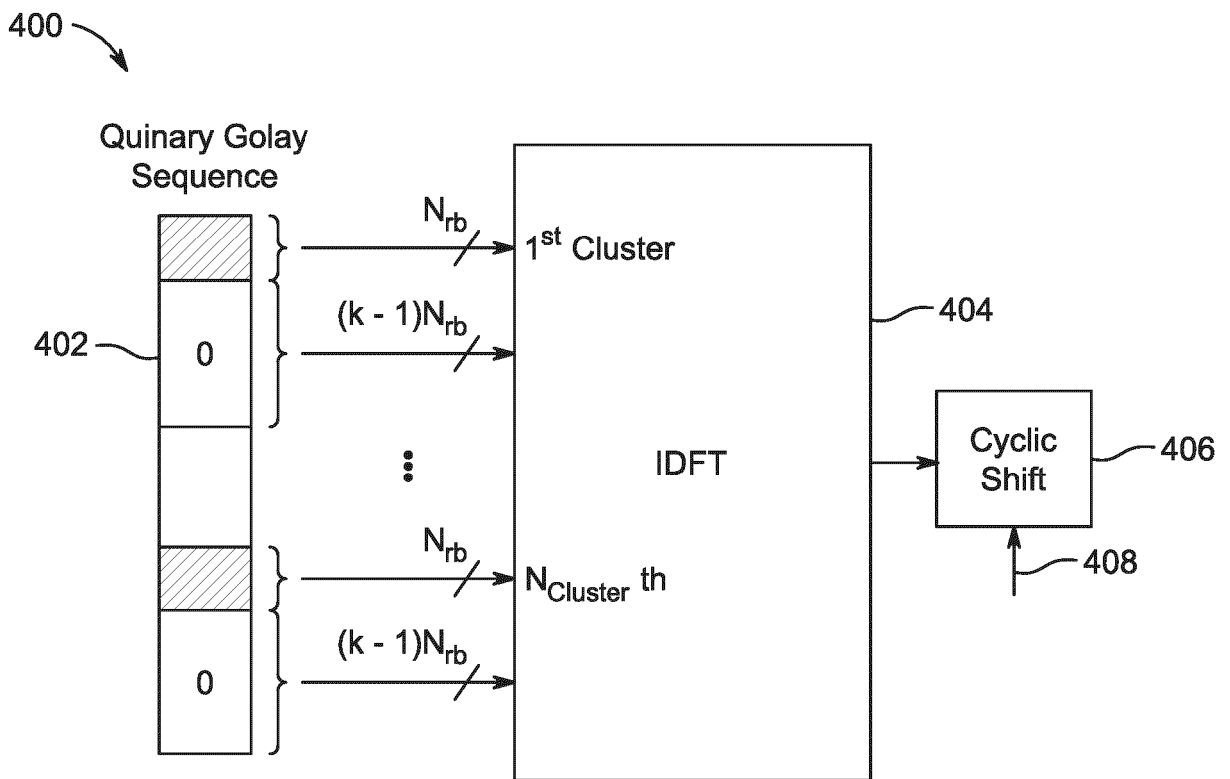 400
Quinary Golay
Sequence
N_rb
1st Cluster
(k - 1)N_rb
404
402
0
Cyclic
Shift
406
IDFT
N_rb
N_Cluster th
408
(k - 1)N_rb
0